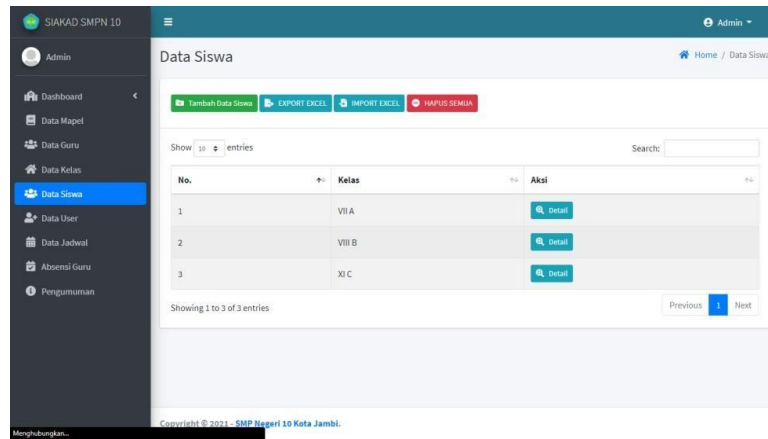 SIAKAD SMPN 10
Admin
Admin
Data Siswa
Home / Data Siswa
Dashboard
Data Mapel
Data Guru
Data Kelas
Data Siswa
Data User
Data Jadwal
Absensi Guru
Pengumuman
Tambah Data Siswa EXPORT EXCEL IMPORT EXCEL HAPUS SEMUA
Show 10 entries Search:
No. Kelas Aksi
1 VII A Detail
2 VIII B Detail
3 XI C Detail
Showing 1 to 3 of 3 entries Previous 1 Next
Copyright © 2021 - SMP Negeri 10 Kota Jambi.
Menghubungkan...